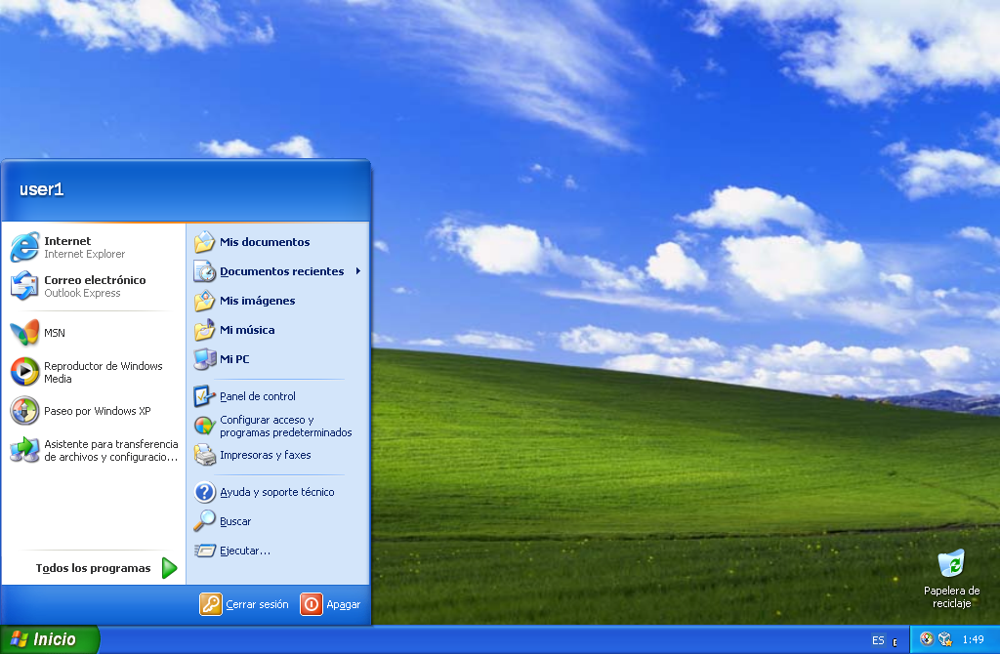 user1
Internet
Internet Explorer
Correo electrónico
Outlook Express
MSN
Reproductor de Windows
Media
Paseo por Windows XP
Asistente para transferencia
de archivos y configuracio...
Todos los programas
Mis documentos
Documentos recientes
Mis imágenes
Mi música
Mi PC
Panel de control
Configurar acceso y
programas predeterminados
Impresoras y faxes
Ayuda y soporte técnico
Buscar
Ejecutar...
Cerrar sesión
Apagar
Papelera de
reciclaje
Inicio
ES
1:49